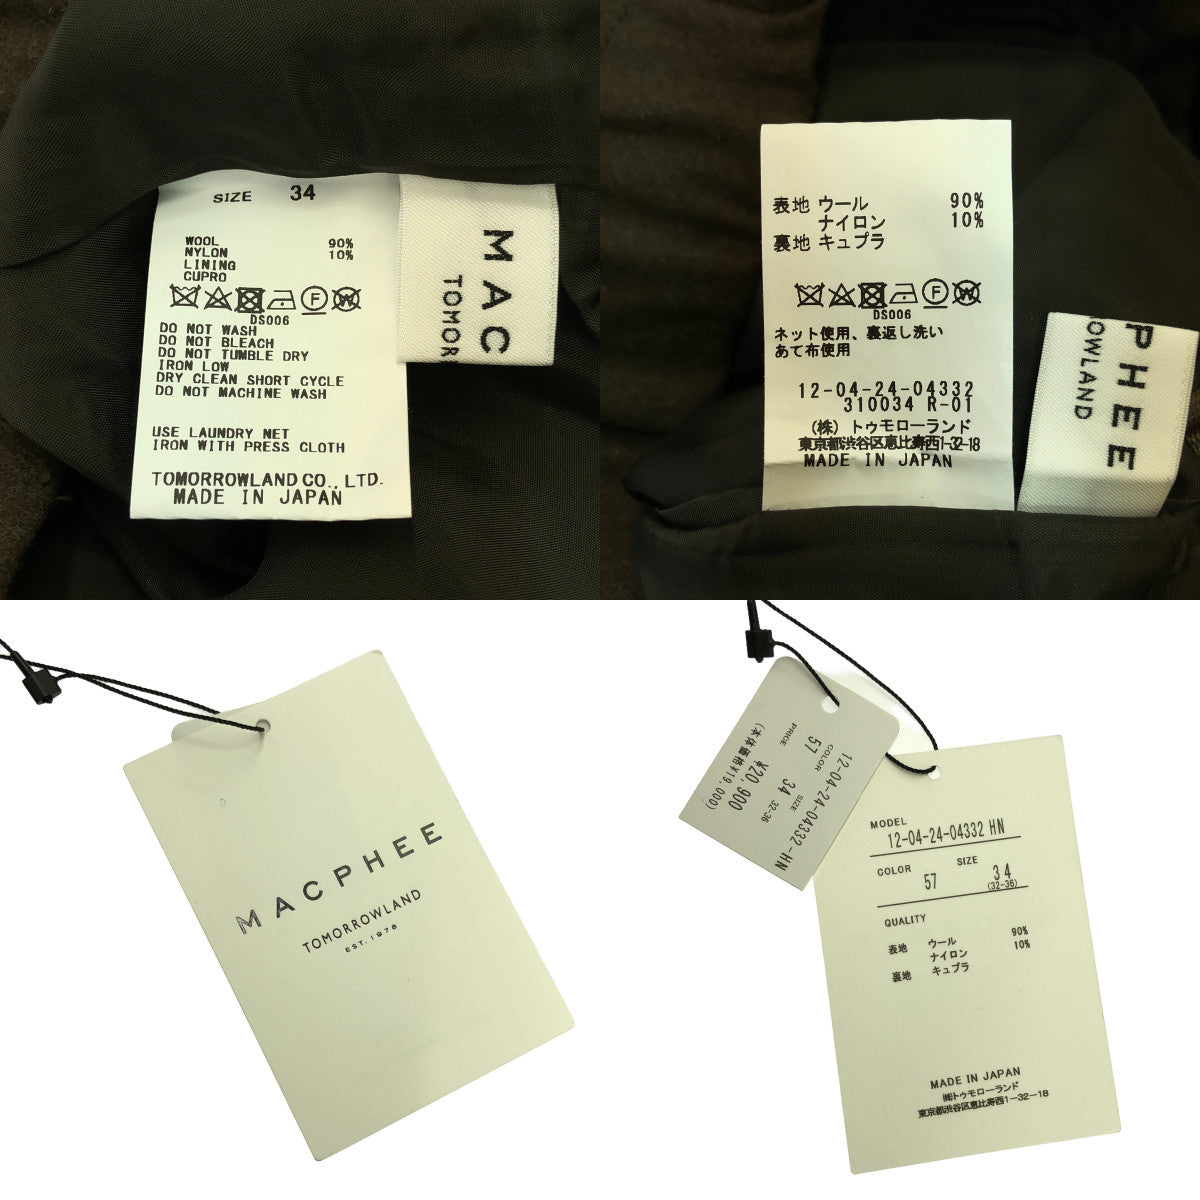 SIZE 34
WOOL 90%
NYLON 10%
LINING
CUPRO
DS006
DO NOT WASH
DO NOT BLEACH
DO NOT TUMBLE DRY
IRON LOW
DRY CLEAN SHORT CYCLE
DO NOT MACHINE WASH
USE LAUNDRY NET
IRON WITH PRESS CLOTH
TOMORROWLAND CO., LTD.
MADE IN JAPAN
MAC
TOMOR
表地 ウール 90%
ナイロン 10%
裏地 キュプラ
F W
DS006
ネット使用、裏返し洗い
あて布使用
12-04-24-04332
310034 R-01
(株) トゥモローランド
東京都渋谷区恵比寿西1-32-18
MADE IN JAPAN
PHEE
OWLAND
MACPHEE
TOMORROWLAND
EST. 1978
12-04-24-04332-HN
COLOR SIZE
57 34 32-36
PRICE
¥20,900
(本体価格¥19,000)
MODEL
12-04-24-04332 HN
COLOR 57 SIZE 34
(32-36)
QUALITY
表地 ウール 90%
ナイロン 10%
裏地 キュプラ
MADE IN JAPAN
㈱トゥモローランド
東京都渋谷区恵比寿西1-32-18